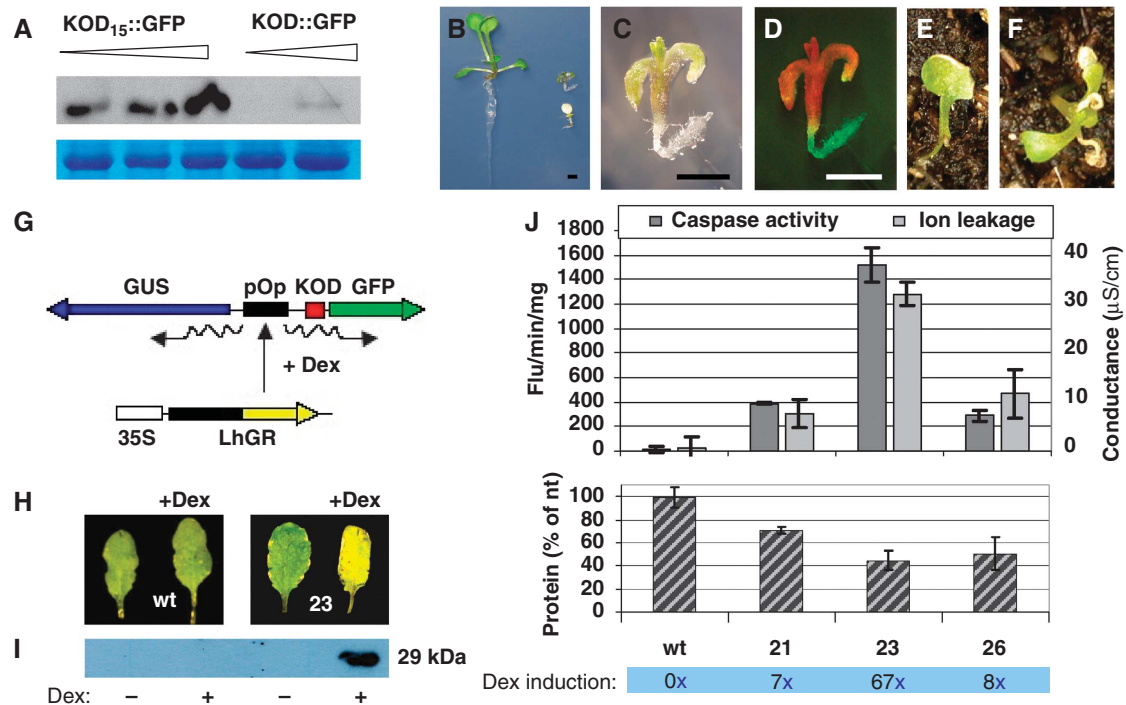 A
KOD15::GFP
KOD::GFP
B
C
D
E
F
G
GUS
pOp
KOD
GFP
+ Dex
35S
LhGR
H
+Dex
+Dex
wt
23
I
29 kDa
Dex:
–
+
–
+
J
Caspase activity
Ion leakage
1800
1600
1400
1200
1000
800
600
400
200
0
Flu/min/mg
40
30
20
10
0
Conductance (µS/cm)
100
80
60
40
20
0
Protein (% of nt)
wt 21 23 26
Dex induction: 0x 7x 67x 8x